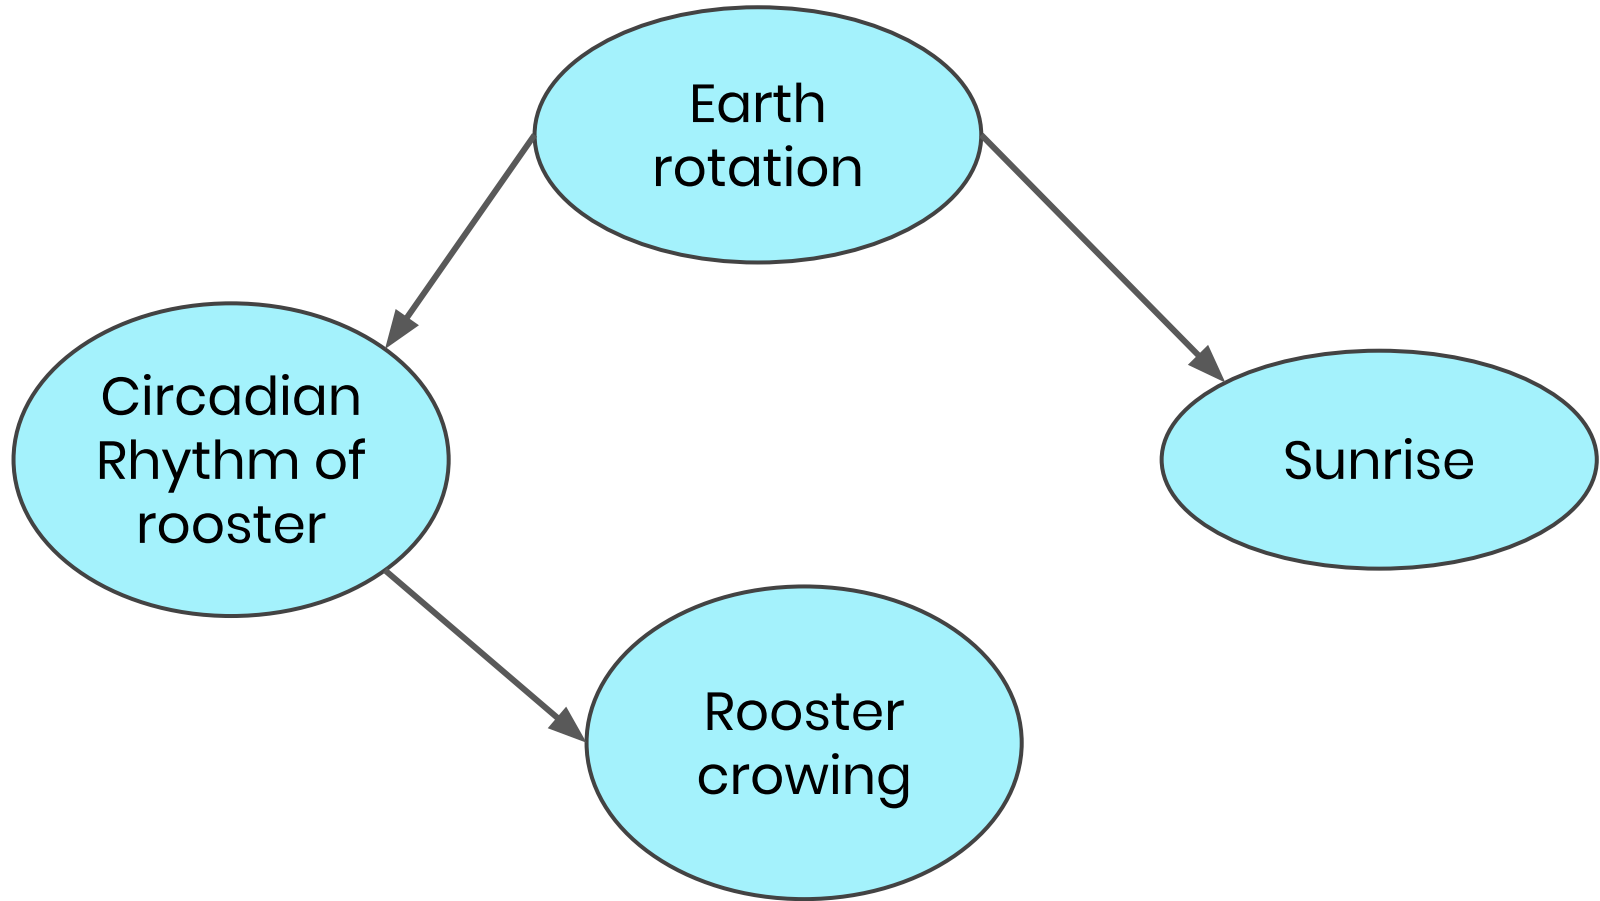 Earth
rotation
Circadian
Rhythm of
rooster
Sunrise
Rooster
crowing